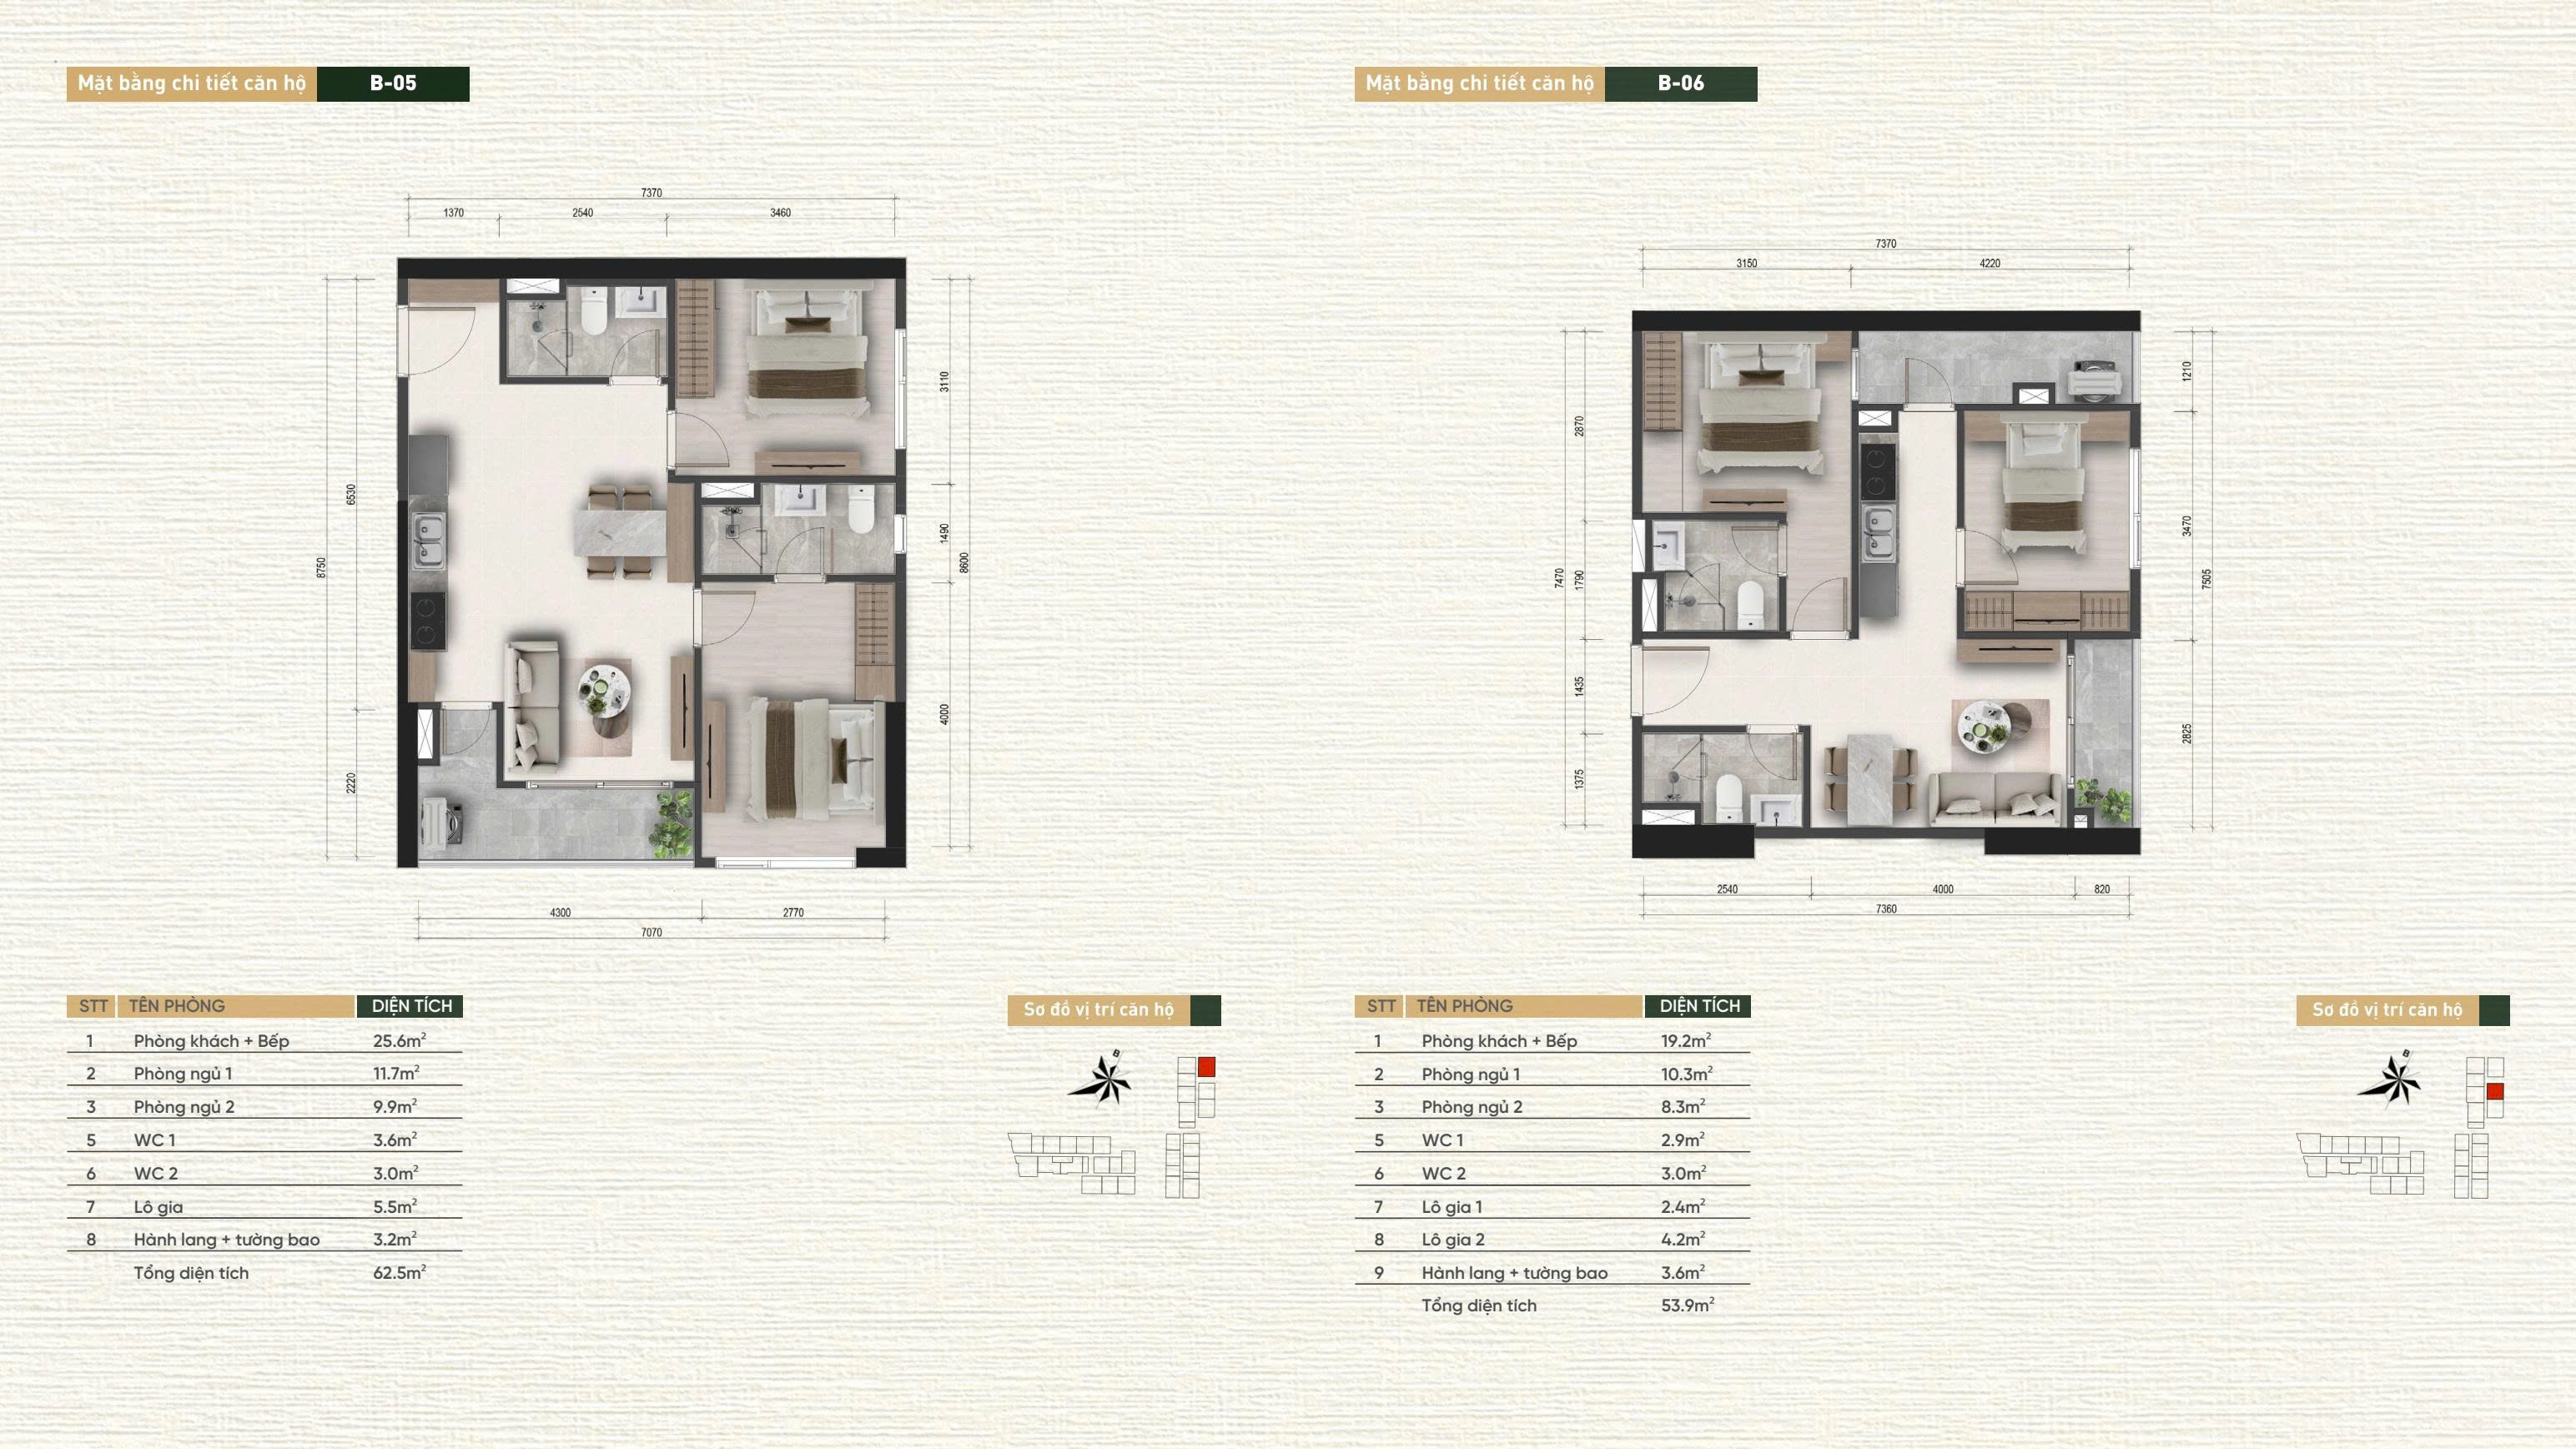 Mặt bằng chi tiết căn hộ B-05
7370
1370 2540 3460
3110
1490
8600
4000
6530
8750
2220
4300 2770
7070
STT TÊN PHÒNG DIỆN TÍCH
1 Phòng khách + Bếp 25.6m²
2 Phòng ngủ 1 11.7m²
3 Phòng ngủ 2 9.9m²
5 WC 1 3.6m²
6 WC 2 3.0m²
7 Lô gia 5.5m²
8 Hành lang + tường bao 3.2m²
Tổng diện tích 62.5m²
Sơ đồ vị trí căn hộ
B
Mặt bằng chi tiết căn hộ B-06
7370
3150 4220
1210
3470
7505
2825
2870
7470
1790
1435
1375
2540 4000 820
7360
STT TÊN PHÒNG DIỆN TÍCH
1 Phòng khách + Bếp 19.2m²
2 Phòng ngủ 1 10.3m²
3 Phòng ngủ 2 8.3m²
5 WC 1 2.9m²
6 WC 2 3.0m²
7 Lô gia 1 2.4m²
8 Lô gia 2 4.2m²
9 Hành lang + tường bao 3.6m²
Tổng diện tích 53.9m²
Sơ đồ vị trí căn hộ
B